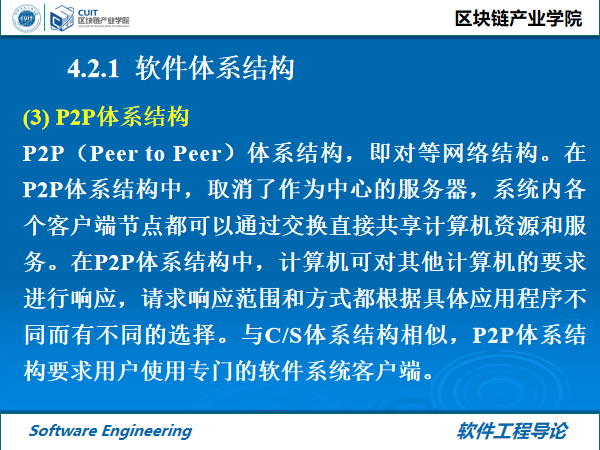 CUIT
区块链产业学院
区块链产业学院
4.2.1 软件体系结构
(3) P2P体系结构
P2P（Peer to Peer）体系结构，即对等网络结构。在
P2P体系结构中，取消了作为中心的服务器，系统内各
个客户端节点都可以通过交换直接共享计算机资源和服
务。在P2P体系结构中，计算机可对其他计算机的要求
进行响应，请求响应范围和方式都根据具体应用程序不
同而有不同的选择。与C/S体系结构相似，P2P体系结
构要求用户使用专门的软件系统客户端。
Software Engineering
软件工程导论